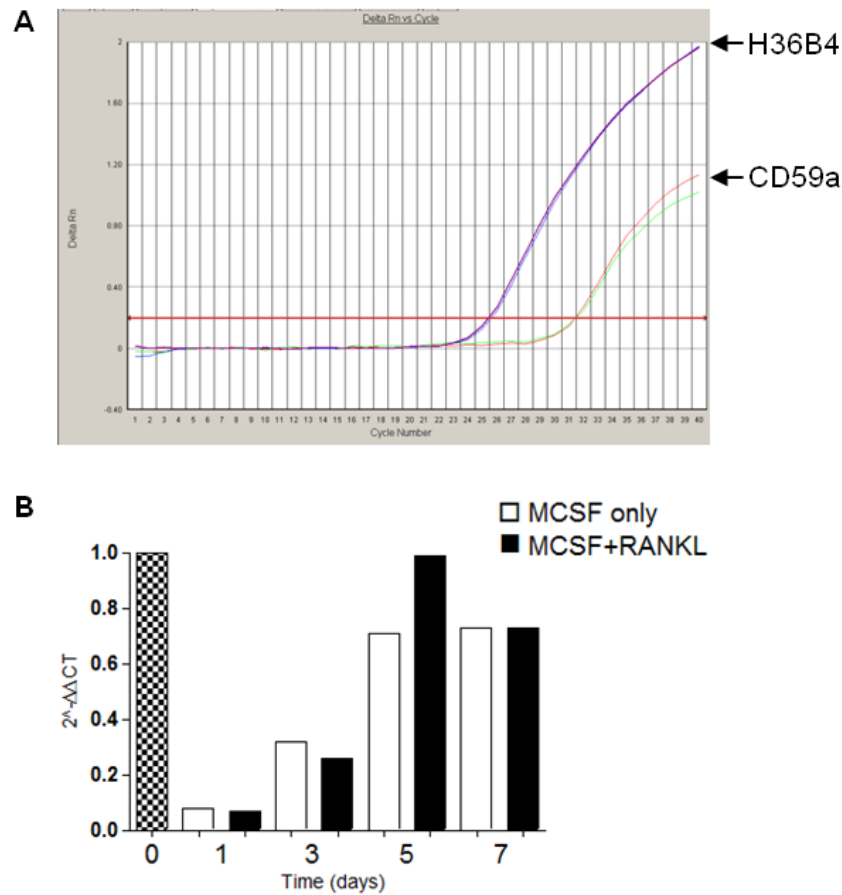 A
Delta Rn vs Cycle
H36B4
CD59a
2
1.60
1.20
0.80
0.40
0
-0.40
Delta Rn
1 2 3 4 5 6 7 8 9 10 11 12 13 14 15 16 17 18 19 20 21 22 23 24 25 26 27 28 29 30 31 32 33 34 35 36 37 38 39 40
Cycle Number
B
MCSF only
MCSF+RANKL
1.0
0.8
0.6
0.4
0.2
0.0
2^-ΔΔCT
0 1 3 5 7
Time (days)